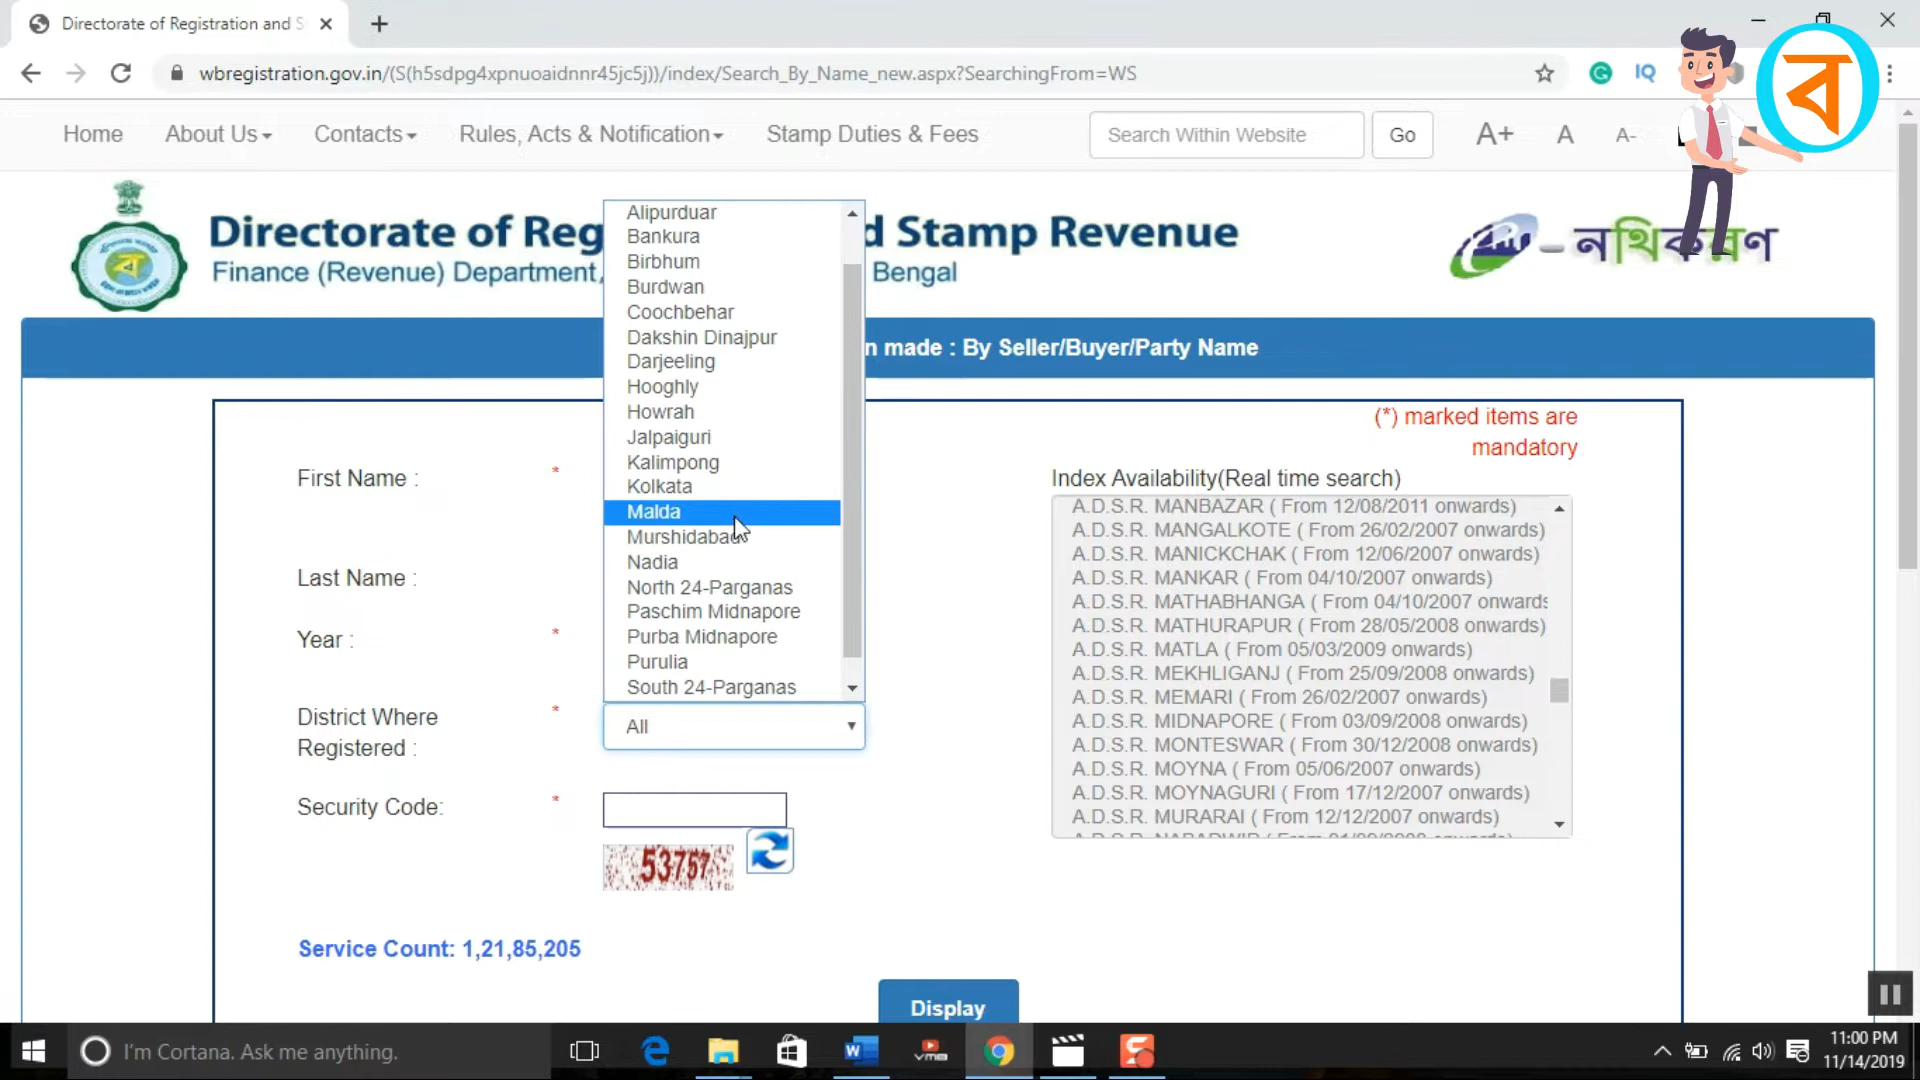 Directorate of Registration and S
wbregistration.gov.in/(S(h5sdpg4xpnuoaidnnr45jc5j))/index/Search_By_Name_new.aspx?SearchingFrom=WS
IQ
ব
Home About Us Contacts Rules, Acts & Notification Stamp Duties & Fees Search Within Website Go A+ A A-
Directorate of Reg d Stamp Revenue
Finance (Revenue) Department, Bengal
নথিকরণ
n made : By Seller/Buyer/Party Name
Alipurduar
Bankura
Birbhum
Burdwan
Coochbehar
Dakshin Dinajpur
Darjeeling
Hooghly
Howrah
Jalpaiguri
Kalimpong
Kolkata
Malda
Murshidabad
Nadia
North 24-Parganas
Paschim Midnapore
Purba Midnapore
Purulia
South 24-Parganas
(*) marked items are
mandatory
First Name : *
Last Name :
Year : *
District Where * All
Registered :
Security Code: *
53757
Index Availability(Real time search)
A.D.S.R. MANBAZAR ( From 12/08/2011 onwards)
A.D.S.R. MANGALKOTE ( From 26/02/2007 onwards)
A.D.S.R. MANICKCHAK ( From 12/06/2007 onwards)
A.D.S.R. MANKAR ( From 04/10/2007 onwards)
A.D.S.R. MATHABHANGA ( From 04/10/2007 onwards
A.D.S.R. MATHURAPUR ( From 28/05/2008 onwards)
A.D.S.R. MATLA ( From 05/03/2009 onwards)
A.D.S.R. MEKHLIGANJ ( From 25/09/2008 onwards)
A.D.S.R. MEMARI ( From 26/02/2007 onwards)
A.D.S.R. MIDNAPORE ( From 03/09/2008 onwards)
A.D.S.R. MONTESWAR ( From 30/12/2008 onwards)
A.D.S.R. MOYNA ( From 05/06/2007 onwards)
A.D.S.R. MOYNAGURI ( From 17/12/2007 onwards)
A.D.S.R. MURARAI ( From 12/12/2007 onwards)
Service Count: 1,21,85,205
Display
I'm Cortana. Ask me anything.
11:00 PM
11/14/2019